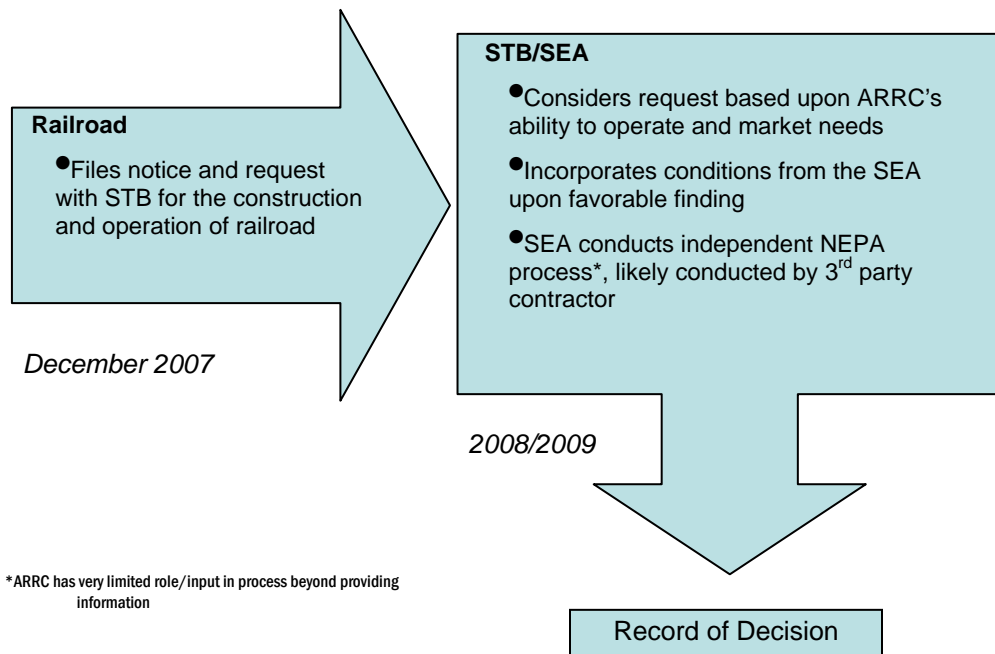 Railroad
●Files notice and request
with STB for the construction
and operation of railroad
December 2007
STB/SEA
●Considers request based upon ARRC's
ability to operate and market needs
●Incorporates conditions from the SEA
upon favorable finding
●SEA conducts independent NEPA
process*, likely conducted by 3rd party
contractor
2008/2009
*ARRC has very limited role/input in process beyond providing
information
Record of Decision